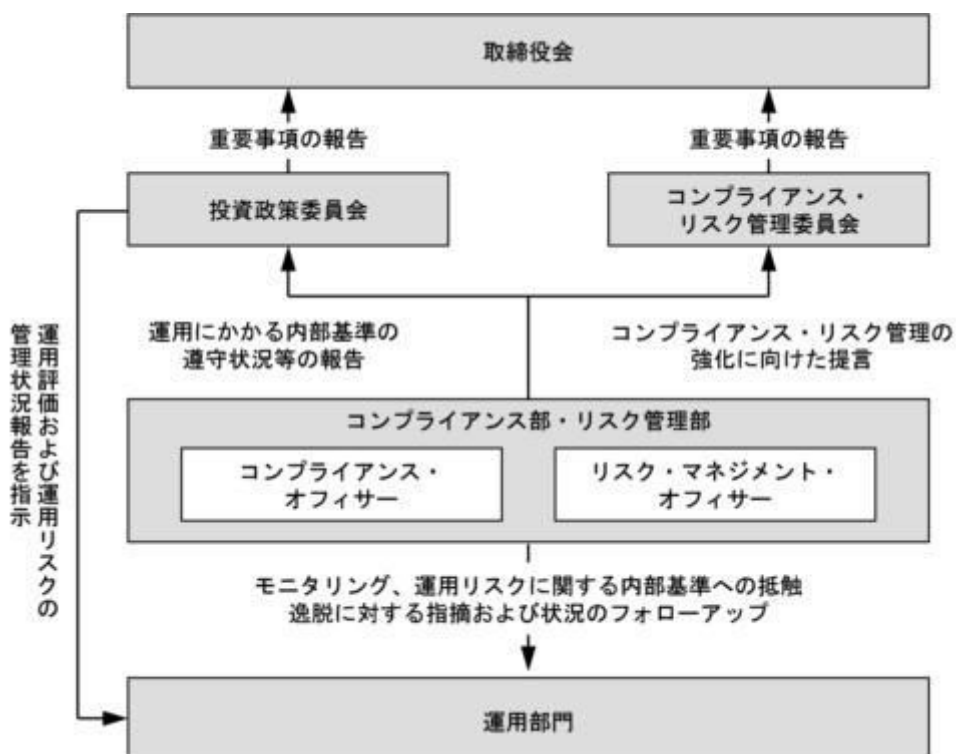 取締役会
重要事項の報告
重要事項の報告
投資政策委員会
コンプライアンス・
リスク管理委員会
運用にかかる内部基準の
遵守状況等の報告
コンプライアンス・リスク管理の
強化に向けた提言
運用評価および運用リスクの
管理状況報告を指示
コンプライアンス部・リスク管理部
コンプライアンス・
オフィサー
リスク・マネジメント・
オフィサー
モニタリング、運用リスクに関する内部基準への抵触
逸脱に対する指摘および状況のフォローアップ
運用部門